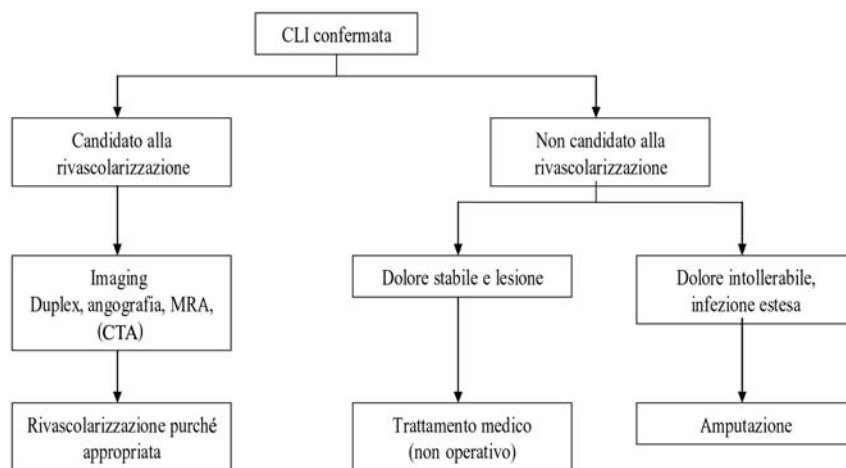 CLI confermata
Candidato alla
rivascolarizzazione
Non candidato alla
rivascolarizzazione
Imaging
Duplex, angografia, MRA,
(CTA)
Dolore stabile e lesione
Dolore intollerabile,
infezione estesa
Rivascolarizzazione purché
appropriata
Trattamento medico
(non operativo)
Amputazione